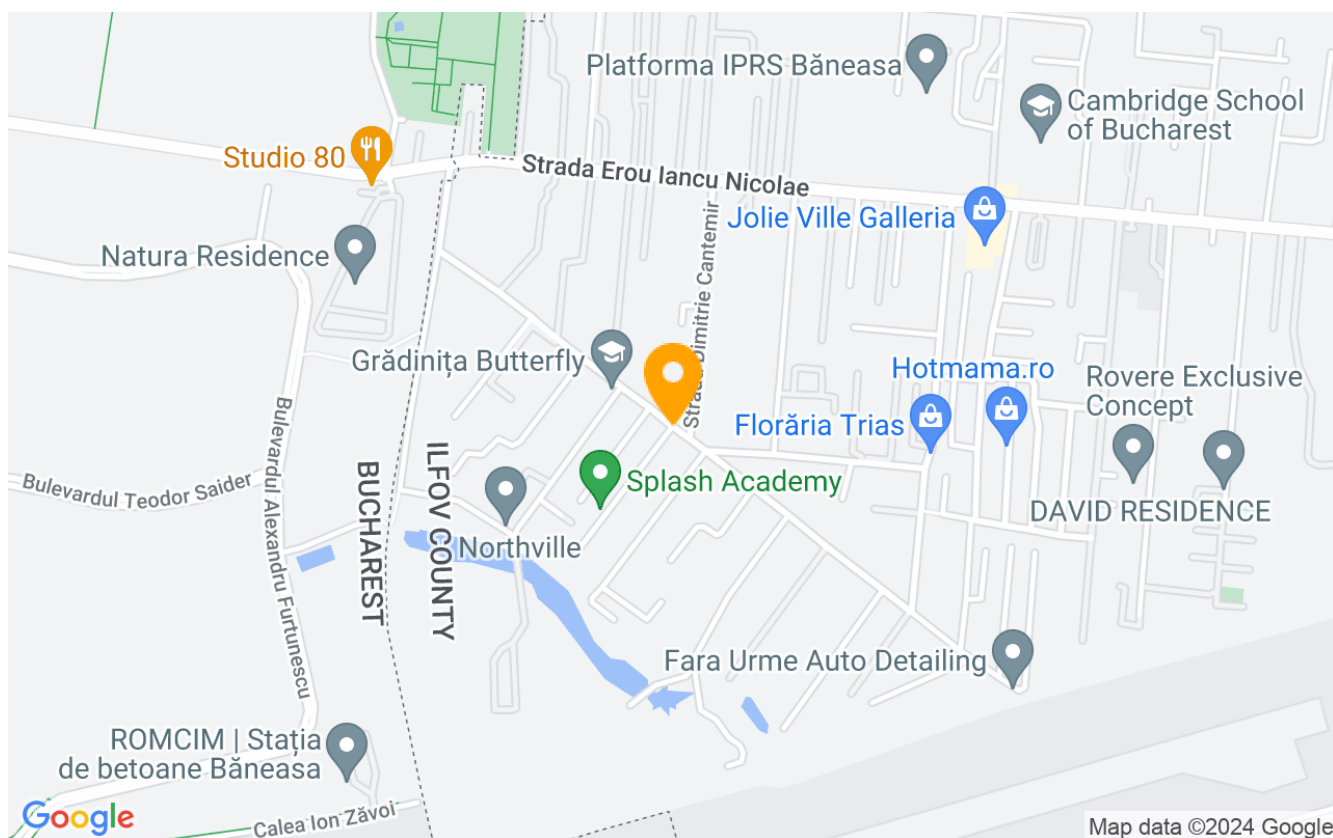 Platforma IPRS Băneasa
Cambridge School
of Bucharest
Studio 80
Strada Erou Iancu Nicolae
Jolie Ville Galleria
Natura Residence
Strada Dimitrie Cantemir
Grădinița Butterfly
Hotmama.ro
Rovere Exclusive
Concept
Florăria Trias
Bulevardul Teodor Saider
Bulevardul Alexandru Furtunescu
BUCHAREST
ILFOV COUNTY
Splash Academy
DAVID RESIDENCE
Northville
Fara Urme Auto Detailing
ROMCIM | Stația
de betoane Băneasa
Calea Ion Zăvoi
Google
Map data ©2024 Google